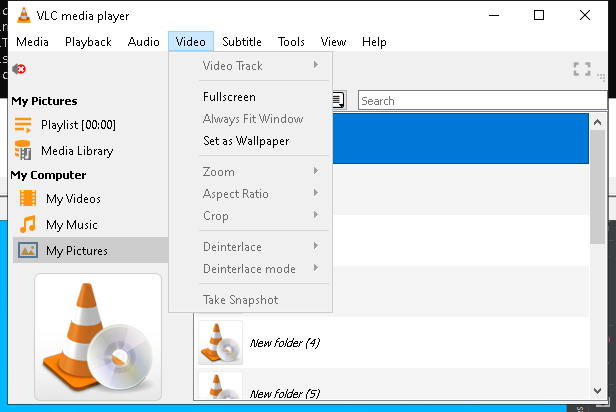 VLC media player
Media Playback Audio Video Subtitle Tools View Help
Video Track
My Pictures
Fullscreen
Search
Playlist [00:00]
Always Fit Window
Media Library
Set as Wallpaper
My Computer
Zoom
My Videos
Aspect Ratio
My Music
Crop
My Pictures
Deinterlace
Deinterlace mode
Take Snapshot
New folder (4)
New folder (5)